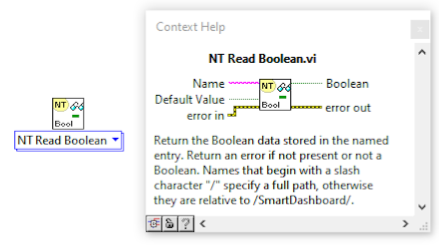 NT
Bool
NT Read Boolean
Context Help
NT Read Boolean.vi
Name
Default Value
error in
NT
Bool
Boolean
error out
Return the Boolean data stored in the named
entry. Return an error if not present or not a
Boolean. Names that begin with a slash
character "/" specify a full path, otherwise
they are relative to /SmartDashboard/.
?